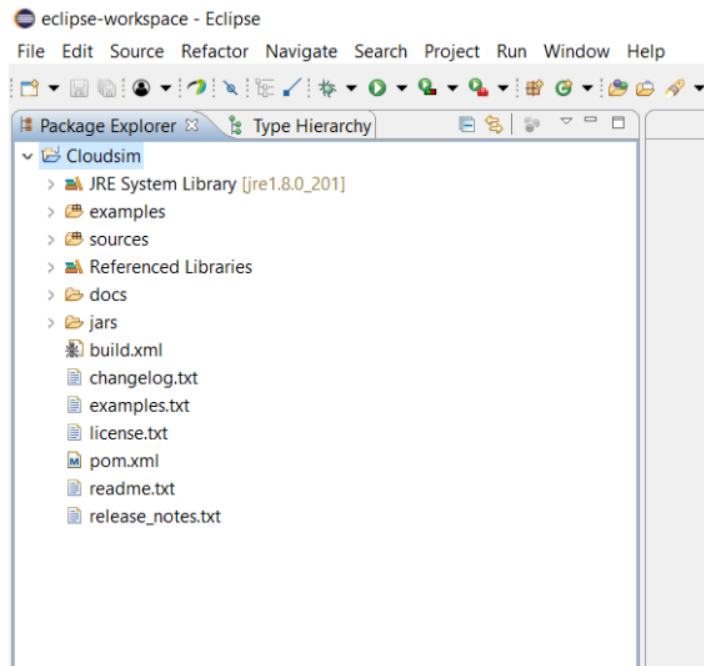 eclipse-workspace - Eclipse
File Edit Source Refactor Navigate Search Project Run Window Help
Package Explorer Type Hierarchy
Cloudsim
JRE System Library [jre1.8.0_201]
examples
sources
Referenced Libraries
docs
jars
build.xml
changelog.txt
examples.txt
license.txt
pom.xml
readme.txt
release_notes.txt